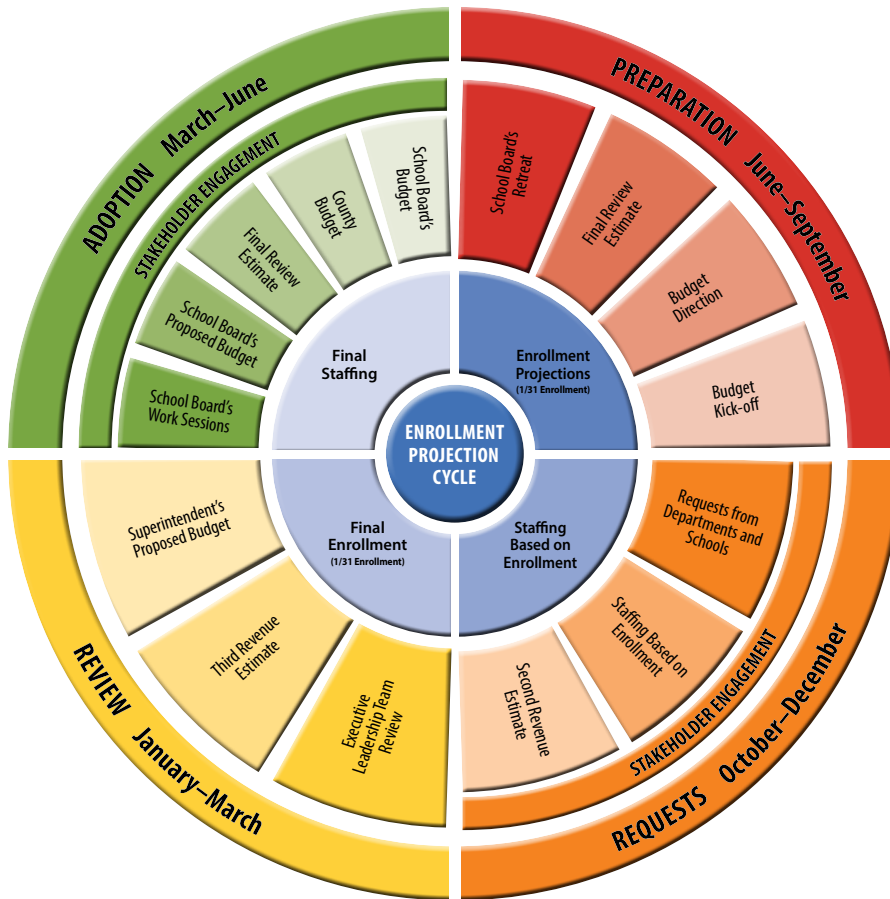 PREPARATION June–September
School Board's
Retreat
Final Review
Estimate
Budget
Direction
Budget
Kick-off
REQUESTS October–December
STAKEHOLDER ENGAGEMENT
Requests from
Departments and
Schools
Staffing Based on
Enrollment
Second Revenue
Estimate
REVIEW January–March
Executive
Leadership Team
Review
Third Revenue
Estimate
Superintendent's
Proposed Budget
ADOPTION March–June
STAKEHOLDER ENGAGEMENT
School Board's
Work Sessions
School Board's
Proposed Budget
Final Review
Estimate
County
Budget
School Board's
Budget
Enrollment
Projections
(1/31 Enrollment)
Staffing
Based on
Enrollment
Final
Enrollment
(1/31 Enrollment)
Final
Staffing
ENROLLMENT
PROJECTION
CYCLE